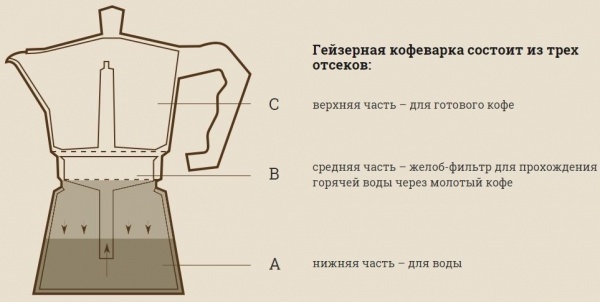 Гейзерная кофеварка состоит из трех
отсеков:
C
верхняя часть – для готового кофе
B
средняя часть – желоб-фильтр для прохождения
горячей воды через молотый кофе
A
нижняя часть – для воды